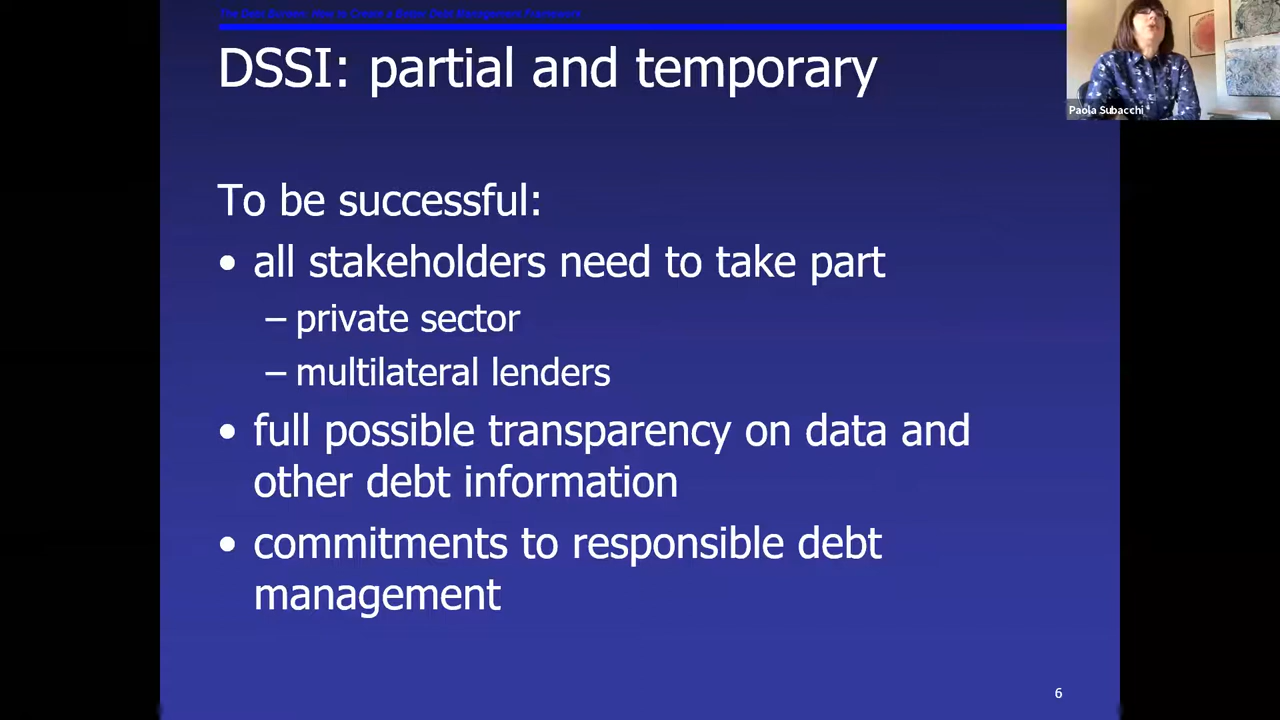 The Debt Burden: How to Create a Better Debt Management Framework
DSSI: partial and temporary
Paola Subacchi
To be successful:
• all stakeholders need to take part
– private sector
– multilateral lenders
• full possible transparency on data and
other debt information
• commitments to responsible debt
management
6